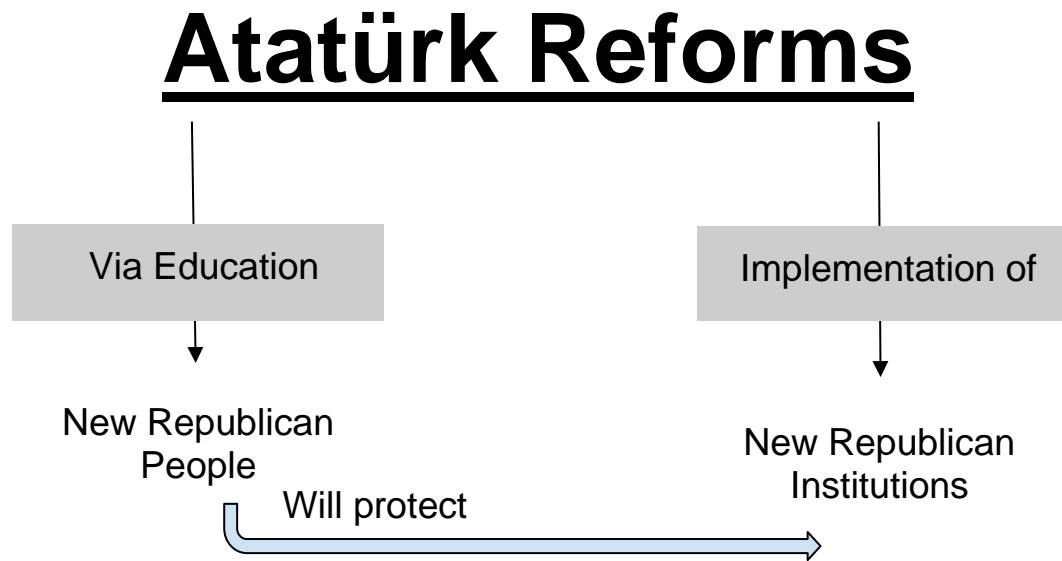 Atatürk Reforms
Via Education
Implementation of
New Republican
People
New Republican
Institutions
Will protect